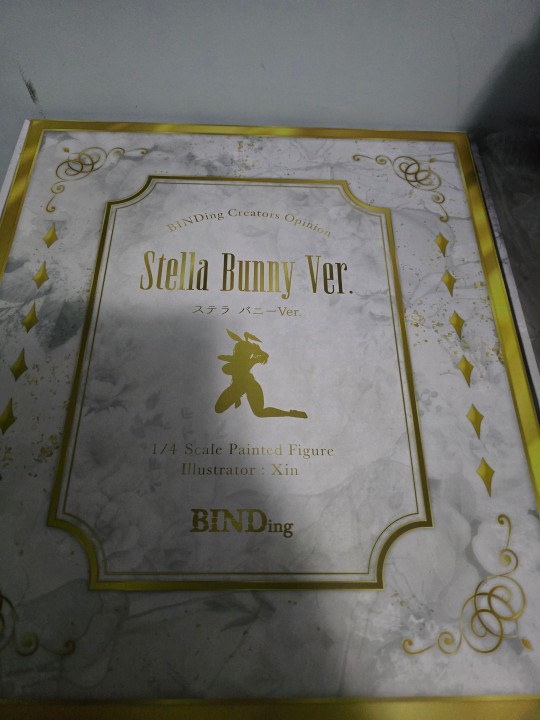 BINDing Creators Opinion
Stella Bunny Ver.
ステラ バニーVer.
1/4 Scale Painted Figure
Illustrator : Xin
BINDing